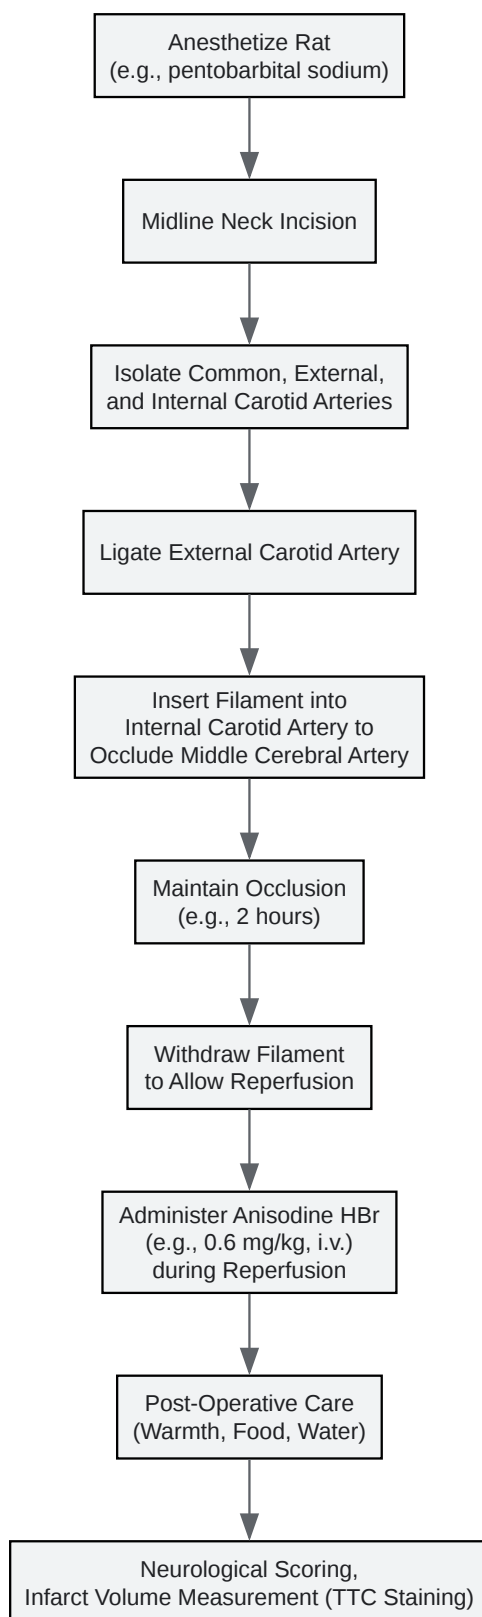 Anesthetize Rat
(e.g., pentobarbital sodium)
Midline Neck Incision
Isolate Common, External,
and Internal Carotid Arteries
Ligate External Carotid Artery
Insert Filament into
Internal Carotid Artery to
Occlude Middle Cerebral Artery
Maintain Occlusion
(e.g., 2 hours)
Withdraw Filament
to Allow Reperfusion
Administer Anisodine HBr
(e.g., 0.6 mg/kg, i.v.)
during Reperfusion
Post-Operative Care
(Warmth, Food, Water)
Neurological Scoring,
Infarct Volume Measurement (TTC Staining)